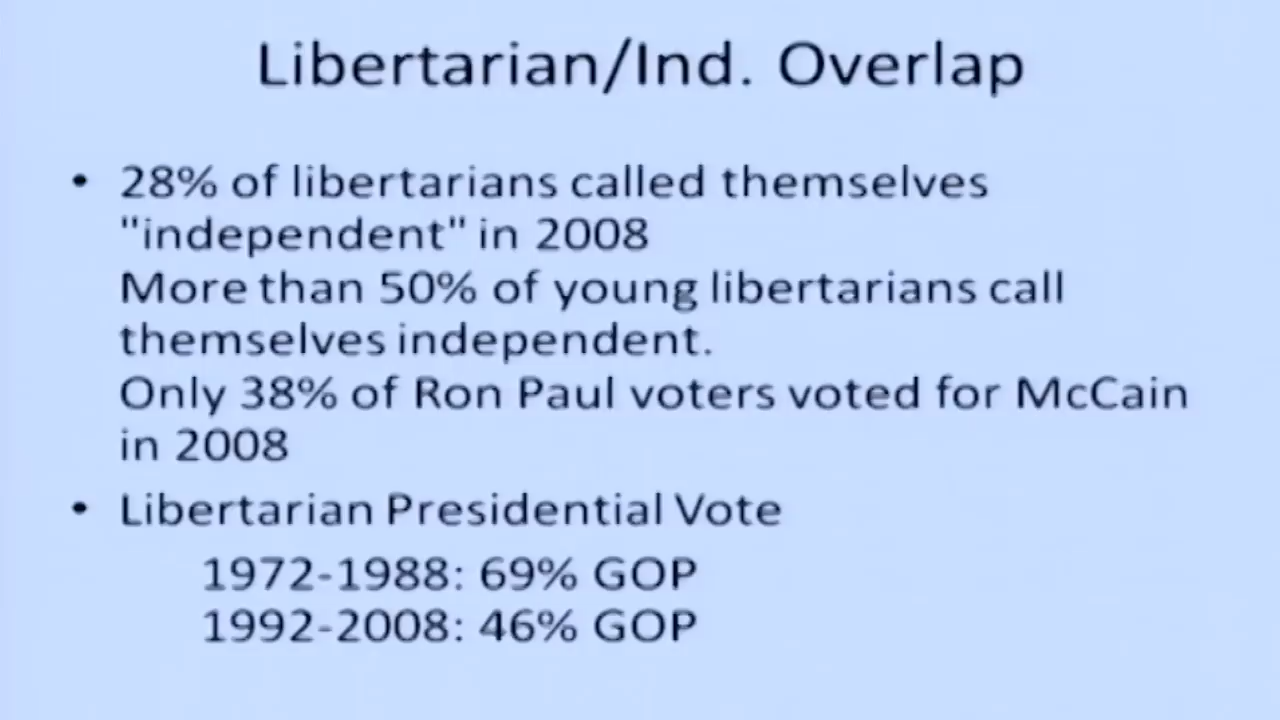 Libertarian/Ind. Overlap
• 28% of libertarians called themselves
"independent" in 2008
More than 50% of young libertarians call
themselves independent.
Only 38% of Ron Paul voters voted for McCain
in 2008
• Libertarian Presidential Vote
1972-1988: 69% GOP
1992-2008: 46% GOP